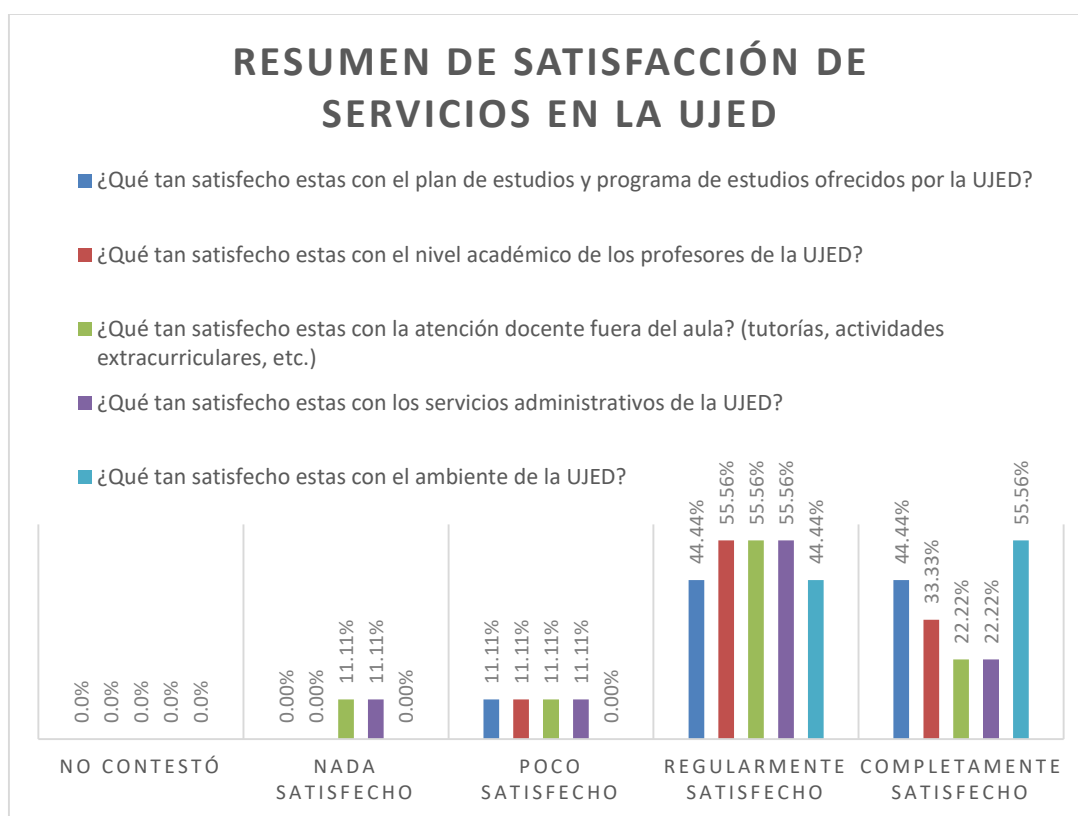 RESUMEN DE SATISFACCIÓN DE
SERVICIOS EN LA UJED
¿Qué tan satisfecho estas con el plan de estudios y programa de estudios ofrecidos por la UJED?
¿Qué tan satisfecho estas con el nivel académico de los profesores de la UJED?
¿Qué tan satisfecho estas con la atención docente fuera del aula? (tutorías, actividades
extracurriculares, etc.)
¿Qué tan satisfecho estas con los servicios administrativos de la UJED?
¿Qué tan satisfecho estas con el ambiente de la UJED?
0.0%
0.0%
0.0%
0.0%
0.0%
0.00%
0.00%
11.11%
11.11%
0.00%
11.11%
11.11%
11.11%
11.11%
0.00%
44.44%
55.56%
55.56%
55.56%
44.44%
44.44%
33.33%
22.22%
22.22%
55.56%
NO CONTESTÓ
NADA
SATISFECHO
POCO
SATISFECHO
REGULARMENTE
SATISFECHO
COMPLETAMENTE
SATISFECHO